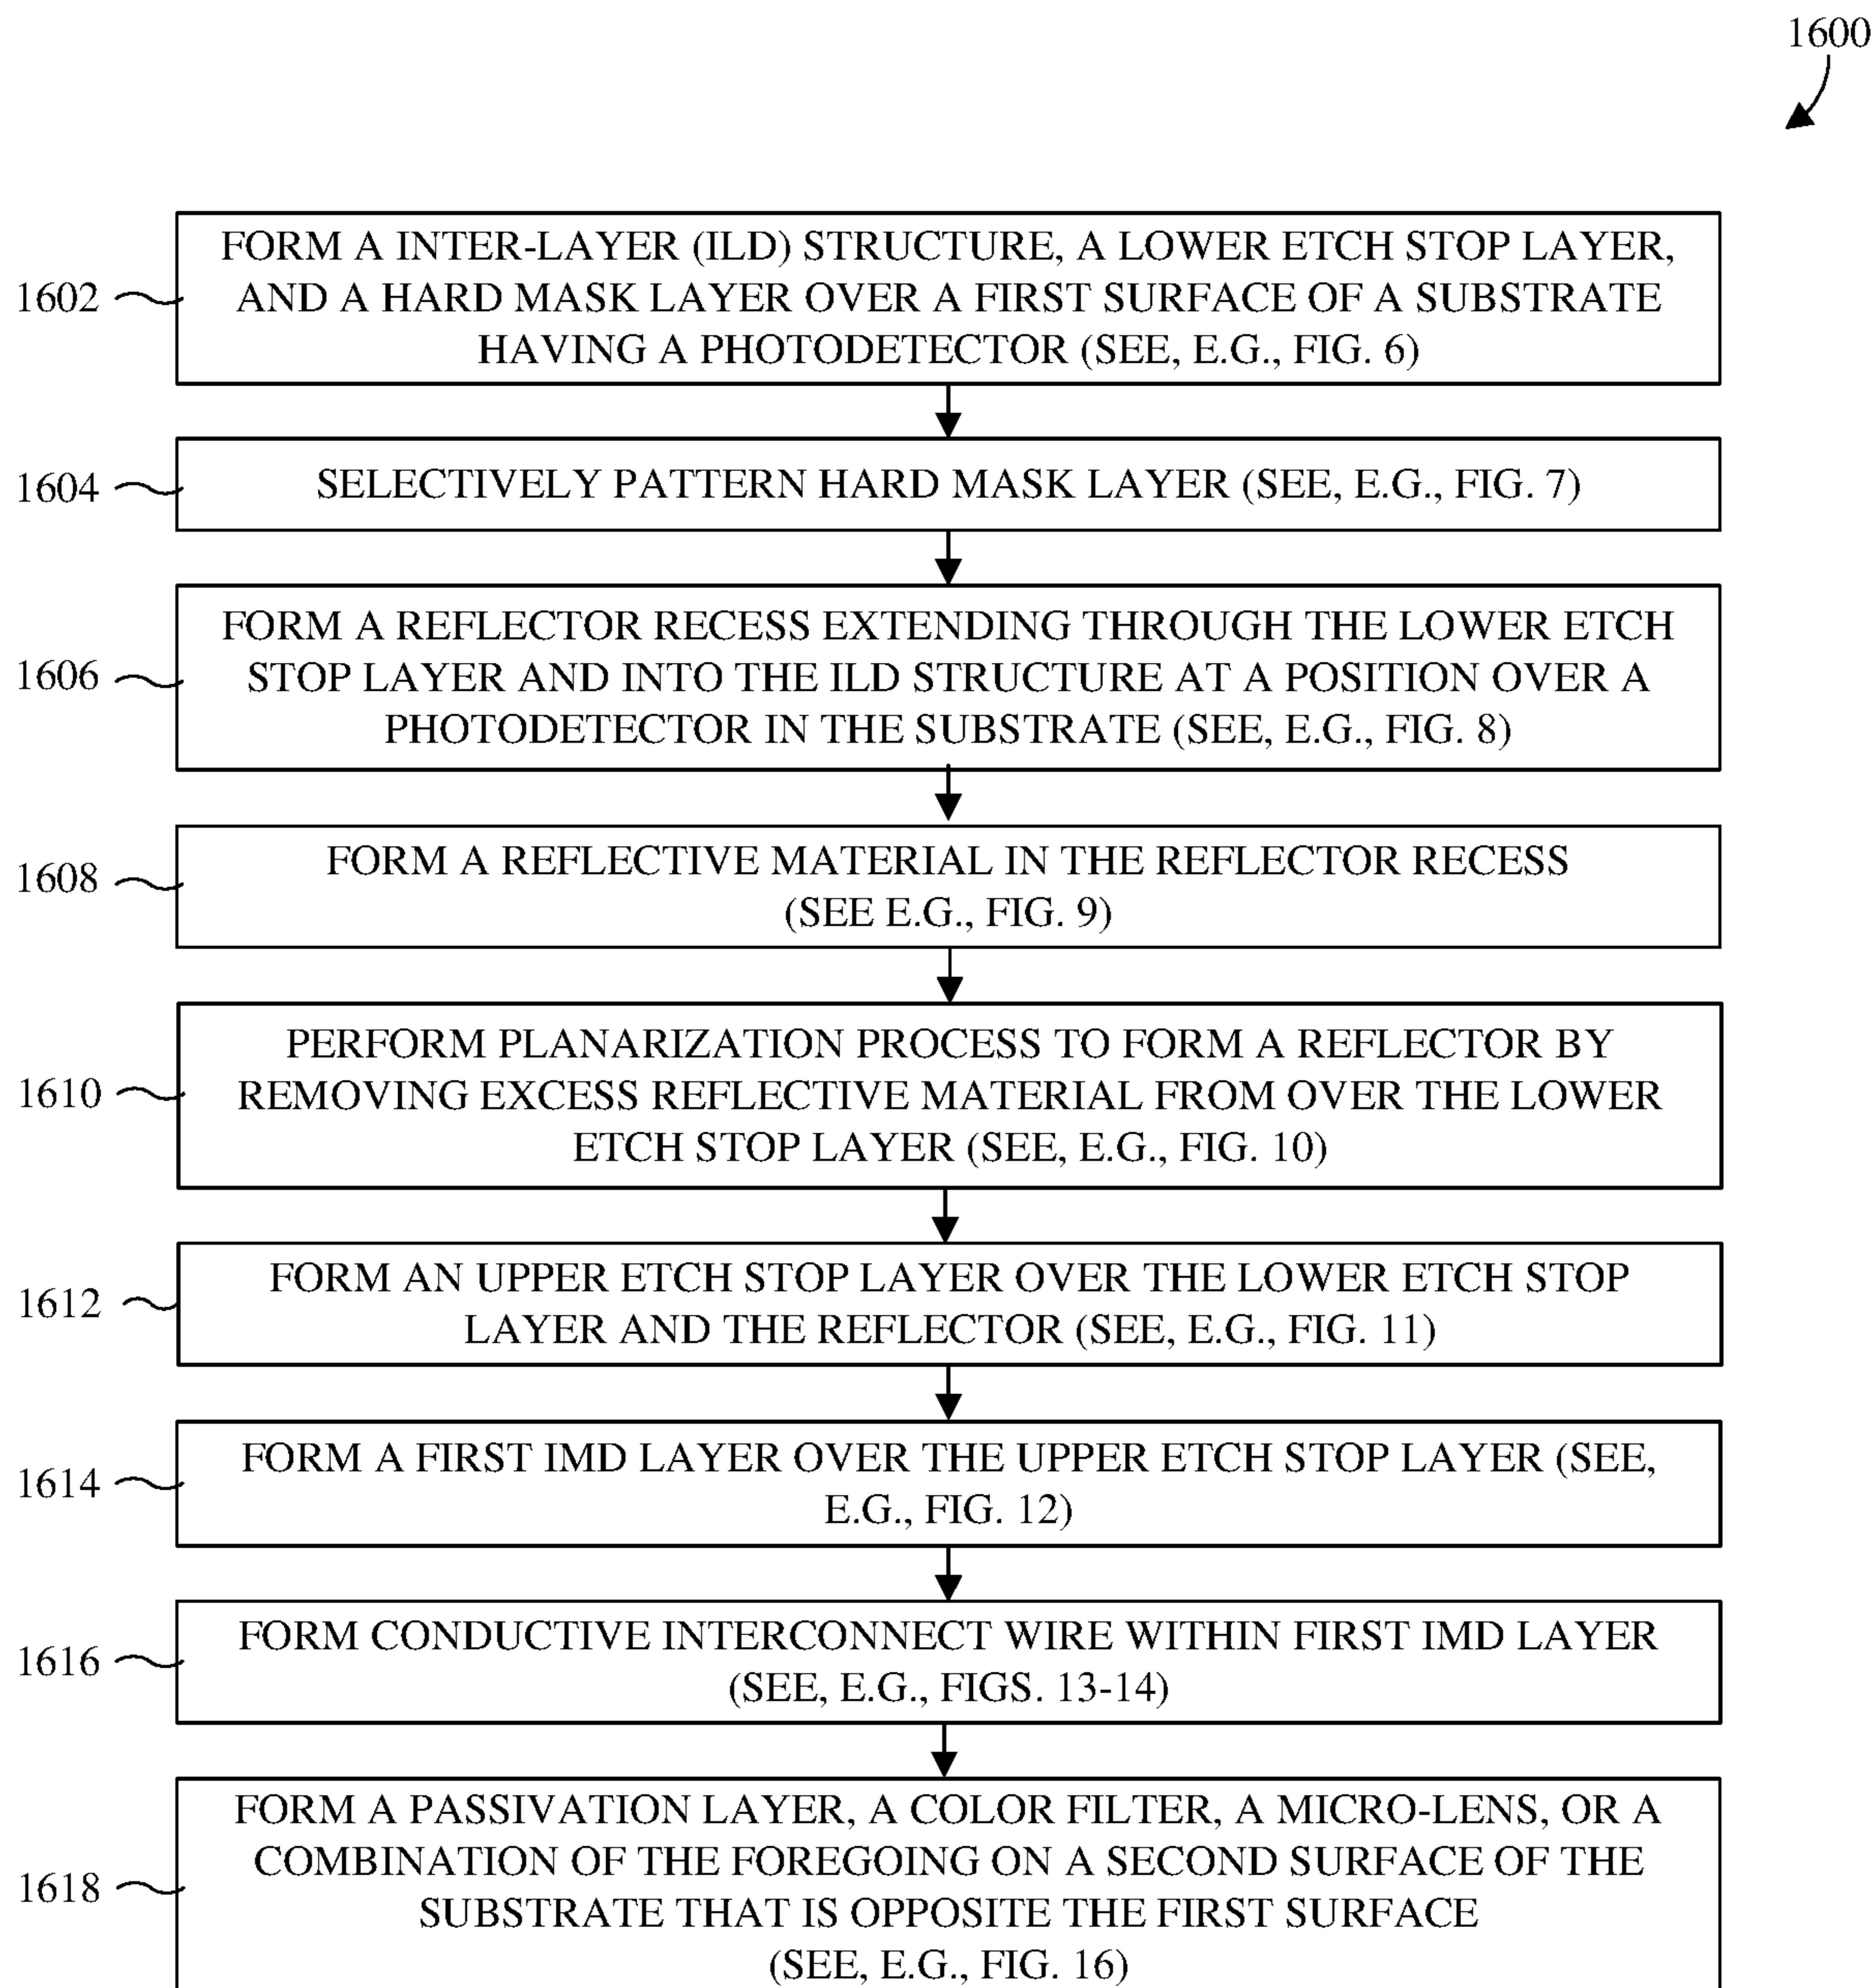 1600
FORM A INTER-LAYER (ILD) STRUCTURE, A LOWER ETCH STOP LAYER,
AND A HARD MASK LAYER OVER A FIRST SURFACE OF A SUBSTRATE
HAVING A PHOTODETECTOR (SEE, E.G., FIG. 6)
1602
SELECTIVELY PATTERN HARD MASK LAYER (SEE, E.G., FIG. 7)
1604
FORM A REFLECTOR RECESS EXTENDING THROUGH THE LOWER ETCH
STOP LAYER AND INTO THE ILD STRUCTURE AT A POSITION OVER A
PHOTODETECTOR IN THE SUBSTRATE (SEE, E.G., FIG. 8)
1606
FORM A REFLECTIVE MATERIAL IN THE REFLECTOR RECESS
(SEE E.G., FIG. 9)
1608
PERFORM PLANARIZATION PROCESS TO FORM A REFLECTOR BY
REMOVING EXCESS REFLECTIVE MATERIAL FROM OVER THE LOWER
ETCH STOP LAYER (SEE, E.G., FIG. 10)
1610
FORM AN UPPER ETCH STOP LAYER OVER THE LOWER ETCH STOP
LAYER AND THE REFLECTOR (SEE, E.G., FIG. 11)
1612
FORM A FIRST IMD LAYER OVER THE UPPER ETCH STOP LAYER (SEE,
E.G., FIG. 12)
1614
FORM CONDUCTIVE INTERCONNECT WIRE WITHIN FIRST IMD LAYER
(SEE, E.G., FIGS. 13-14)
1616
FORM A PASSIVATION LAYER, A COLOR FILTER, A MICRO-LENS, OR A
COMBINATION OF THE FOREGOING ON A SECOND SURFACE OF THE
SUBSTRATE THAT IS OPPOSITE THE FIRST SURFACE
(SEE, E.G., FIG. 16)
1618